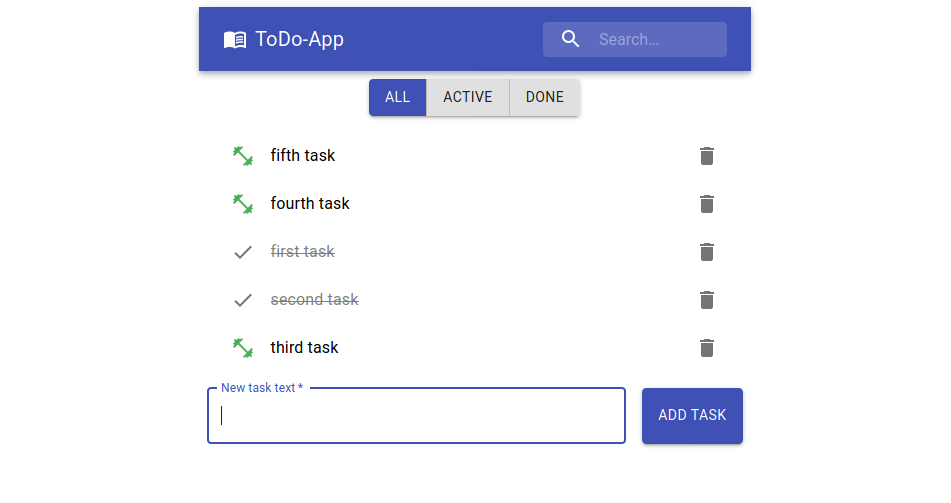 ToDo-App Search...
ALL ACTIVE DONE
fifth task
fourth task
first task
second task
third task
New task text *
ADD TASK